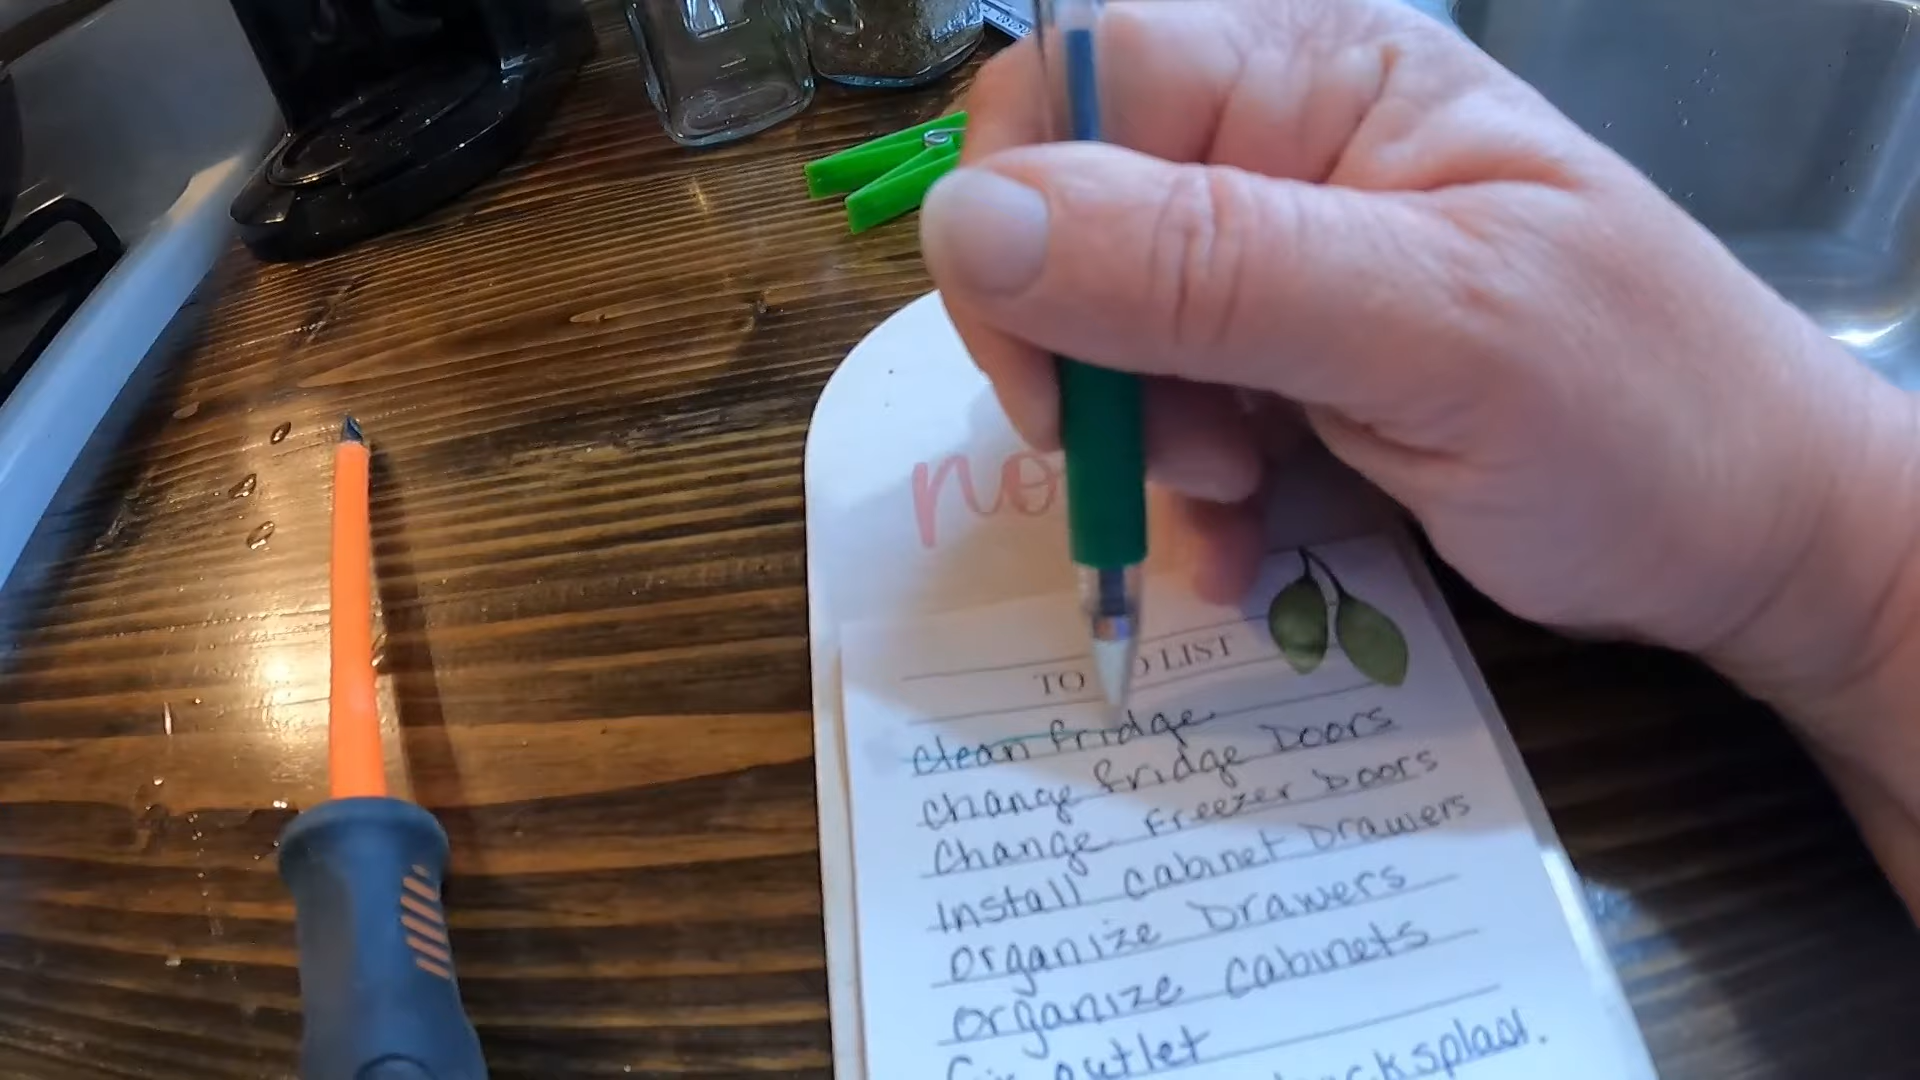 no
TO DO LIST
clean fridge
change fridge Doors
Change Freezer Doors
Install Cabinet Drawers
organize Drawers
organize Cabinets
outlet